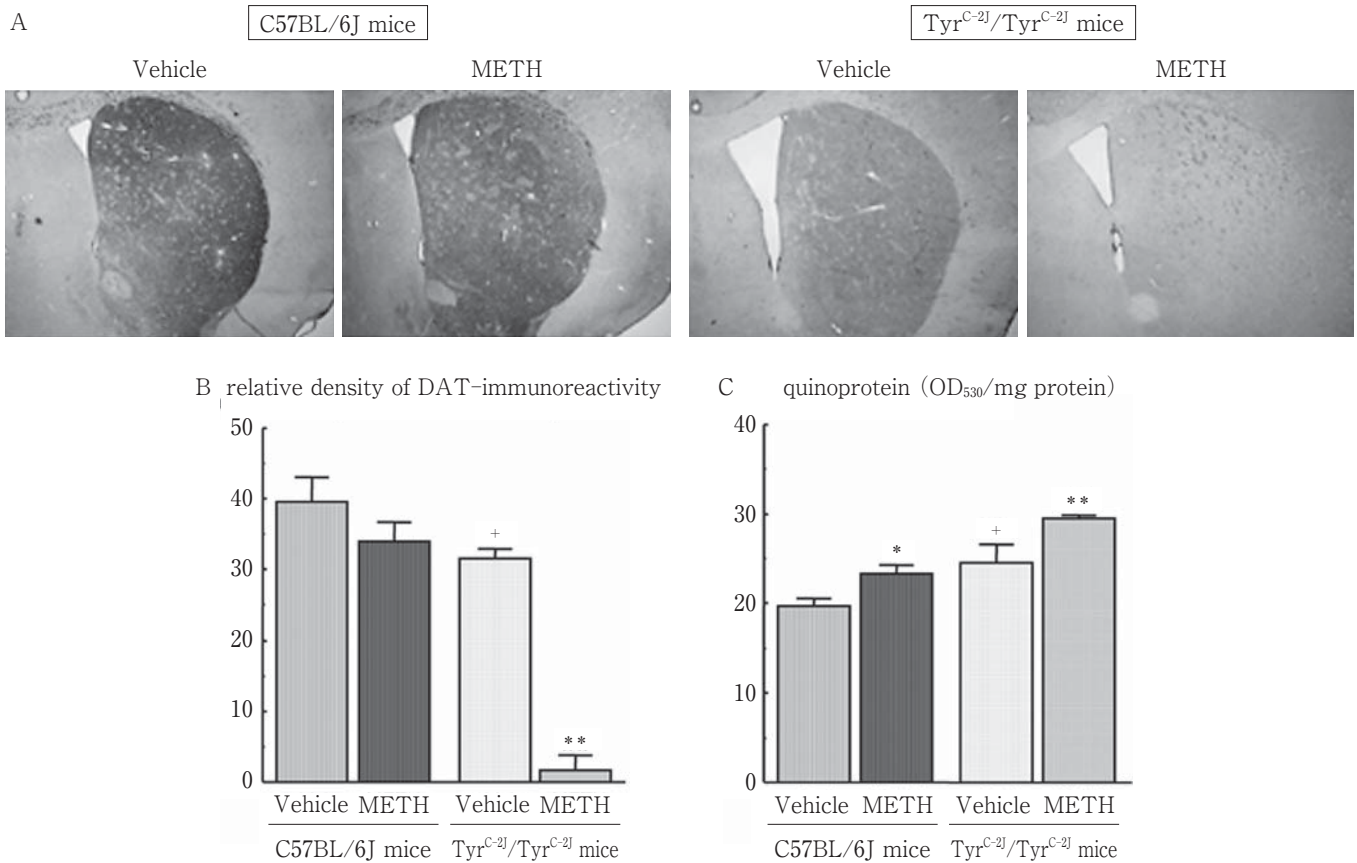 A
C57BL/6J mice
Tyr^C-2J/Tyr^C-2J mice
Vehicle
METH
Vehicle
METH
B relative density of DAT-immunoreactivity
50
40
30
20
10
0
+
**
Vehicle METH Vehicle METH
C57BL/6J mice Tyr^C-2J/Tyr^C-2J mice
C quinoprotein (OD530/mg protein)
40
30
20
10
0
*
+
**
Vehicle METH Vehicle METH
C57BL/6J mice Tyr^C-2J/Tyr^C-2J mice